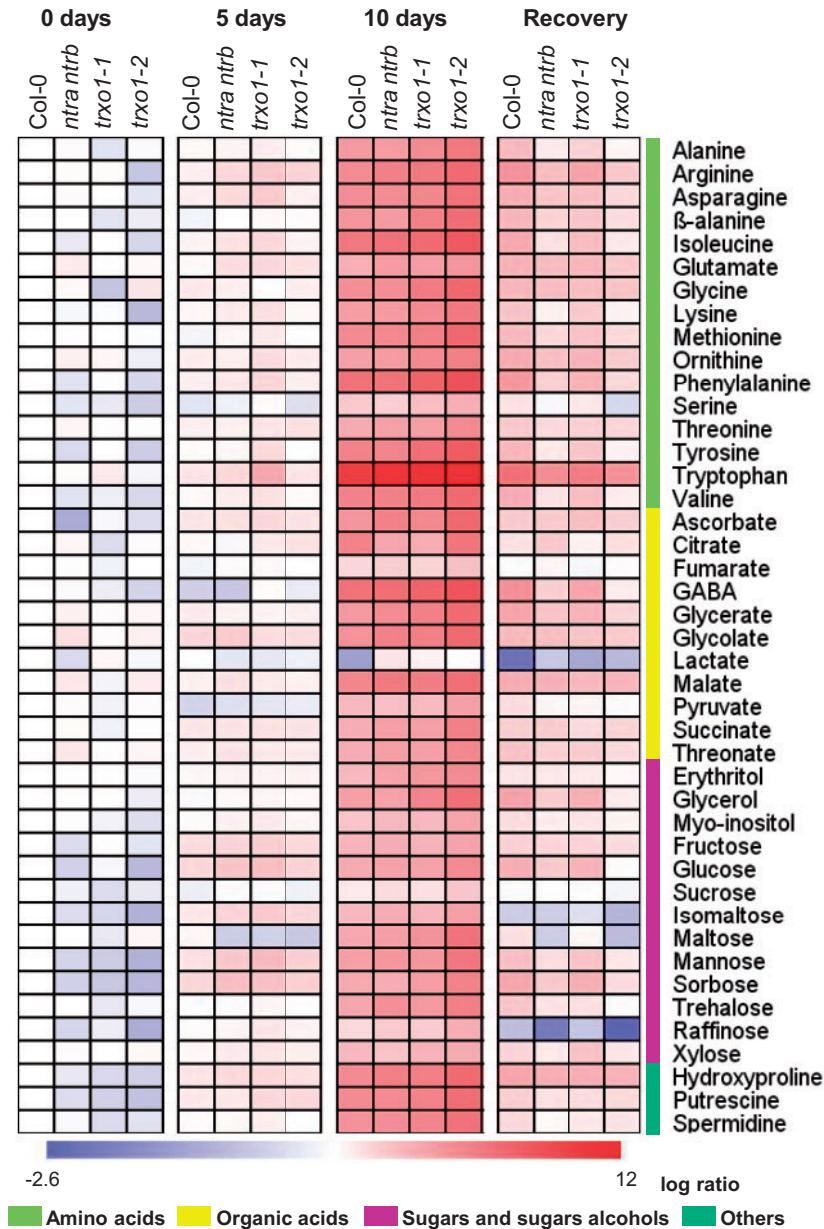 0 days 5 days 10 days Recovery
Col-0 ntra ntrb trxo1-1 trxo1-2 Col-0 ntra ntrb trxo1-1 trxo1-2 Col-0 ntra ntrb trxo1-1 trxo1-2 Col-0 ntra ntrb trxo1-1 trxo1-2
Alanine
Arginine
Asparagine
ß-alanine
Isoleucine
Glutamate
Glycine
Lysine
Methionine
Ornithine
Phenylalanine
Serine
Threonine
Tyrosine
Tryptophan
Valine
Ascorbate
Citrate
Fumarate
GABA
Glycerate
Glycolate
Lactate
Malate
Pyruvate
Succinate
Threonate
Erythritol
Glycerol
Myo-inositol
Fructose
Glucose
Sucrose
Isomaltose
Maltose
Mannose
Sorbose
Trehalose
Raffinose
Xylose
Hydroxyproline
Putrescine
Spermidine
-2.6 12 log ratio
Amino acids Organic acids Sugars and sugars alcohols Others